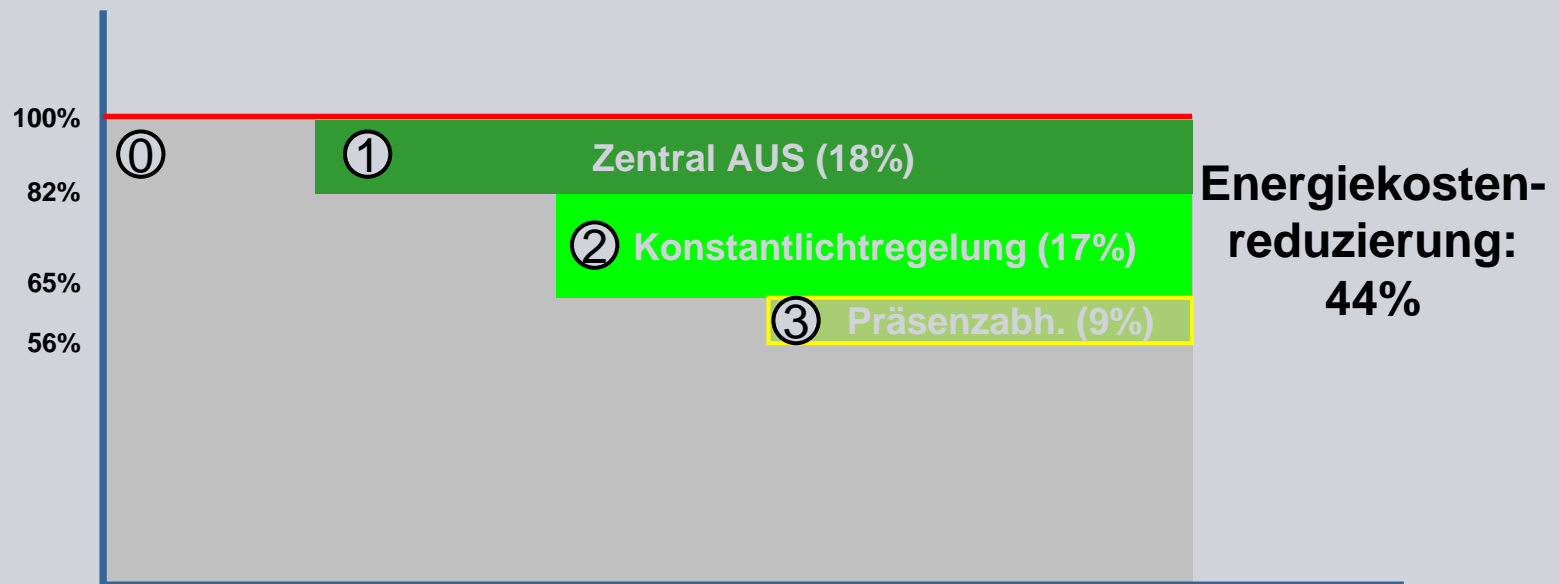 100%
⓪ ① Zentral AUS (18%)
82%
Energiekosten-
reduzierung:
44%
② Konstantlichtregelung (17%)
65%
③ Präsenzabh. (9%)
56%